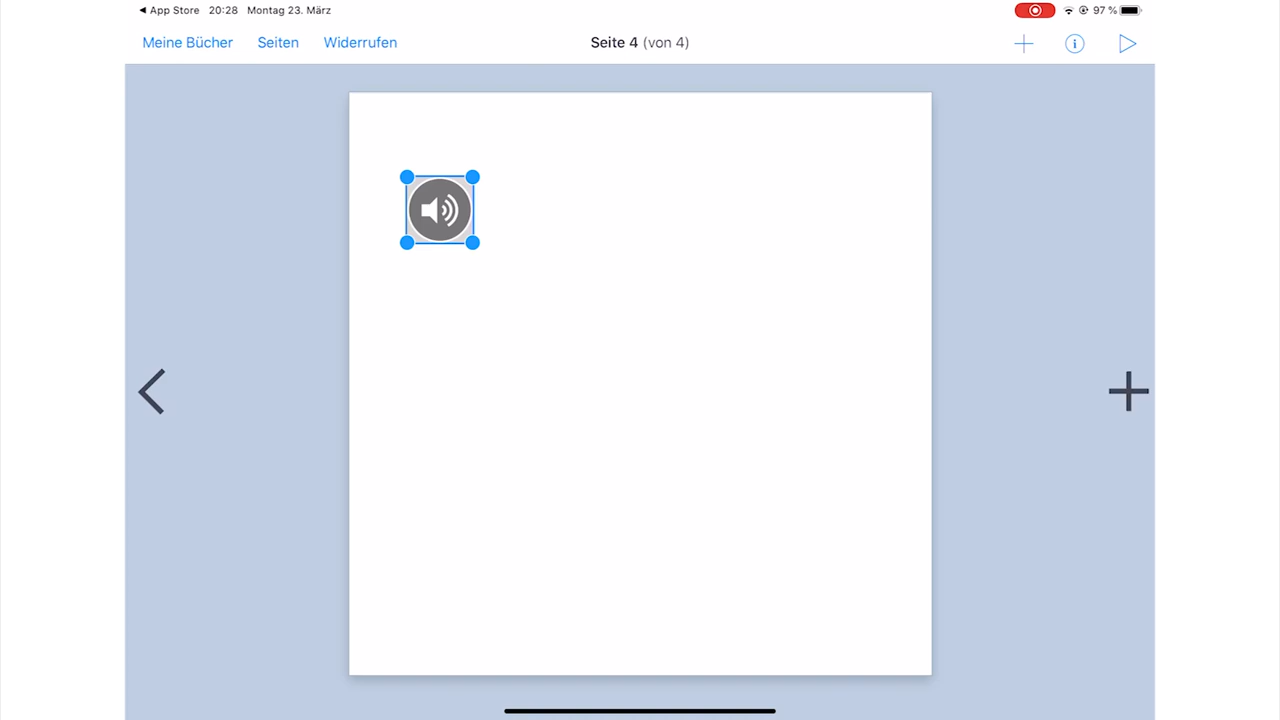 App Store 20:28 Montag 23. März 97 %
Meine Bücher Seiten Widerrufen Seite 4 (von 4)